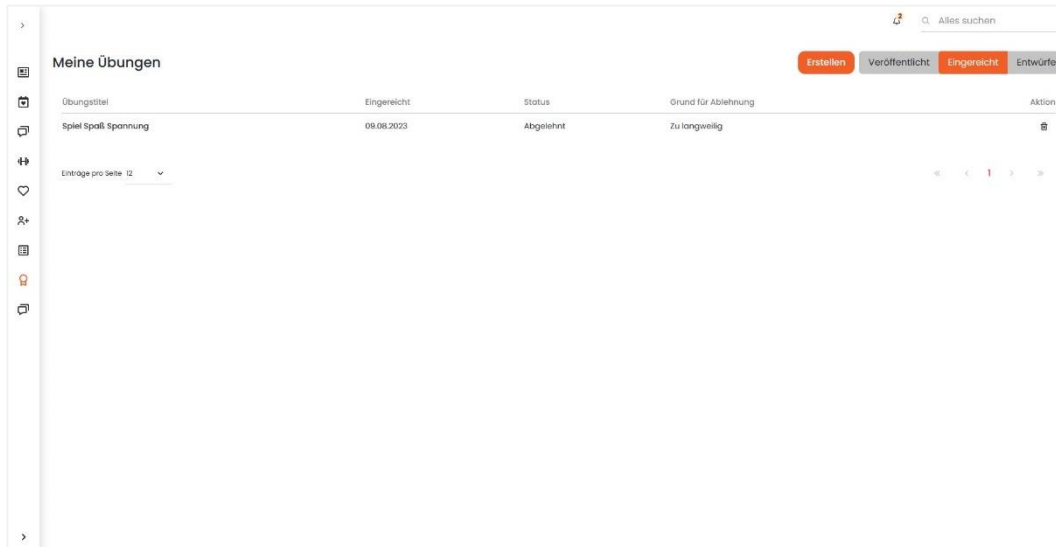 2
Alles suchen
Meine Übungen
Erstellen Veröffentlicht Eingereicht Entwürfe
Übungstitel Eingereicht Status Grund für Ablehnung Aktion
Spiel Spaß Spannung 09.08.2023 Abgelehnt Zu langweilig
Einträge pro Seite 12 « ‹ 1 › »